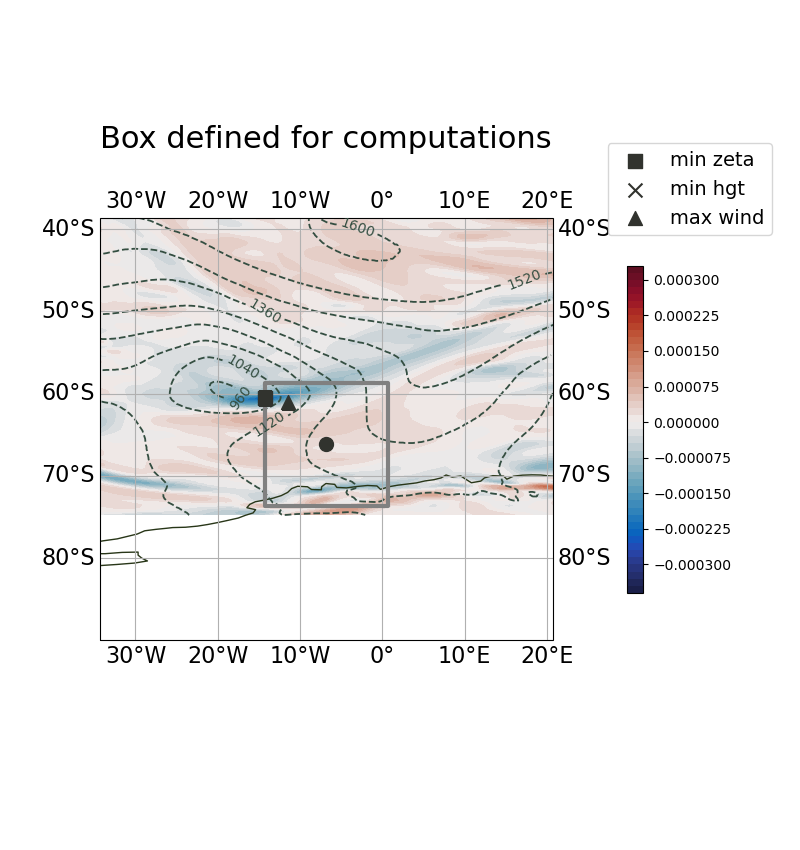 Box defined for computations
min zeta
min hgt
max wind
30°W 20°W 10°W 0° 10°E 20°E
40°S 40°S
1600
1520
50°S 50°S
1360
1040
60°S 60°S
960
1120
70°S 70°S
80°S 80°S
30°W 20°W 10°W 0° 10°E 20°E
0.000300
0.000225
0.000150
0.000075
0.000000
−0.000075
−0.000150
−0.000225
−0.000300